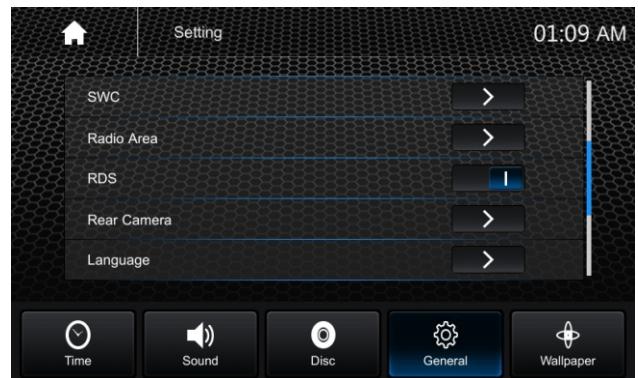 Setting
01:09 AM
SWC
Radio Area
RDS
Rear Camera
Language
Time
Sound
Disc
General
Wallpaper